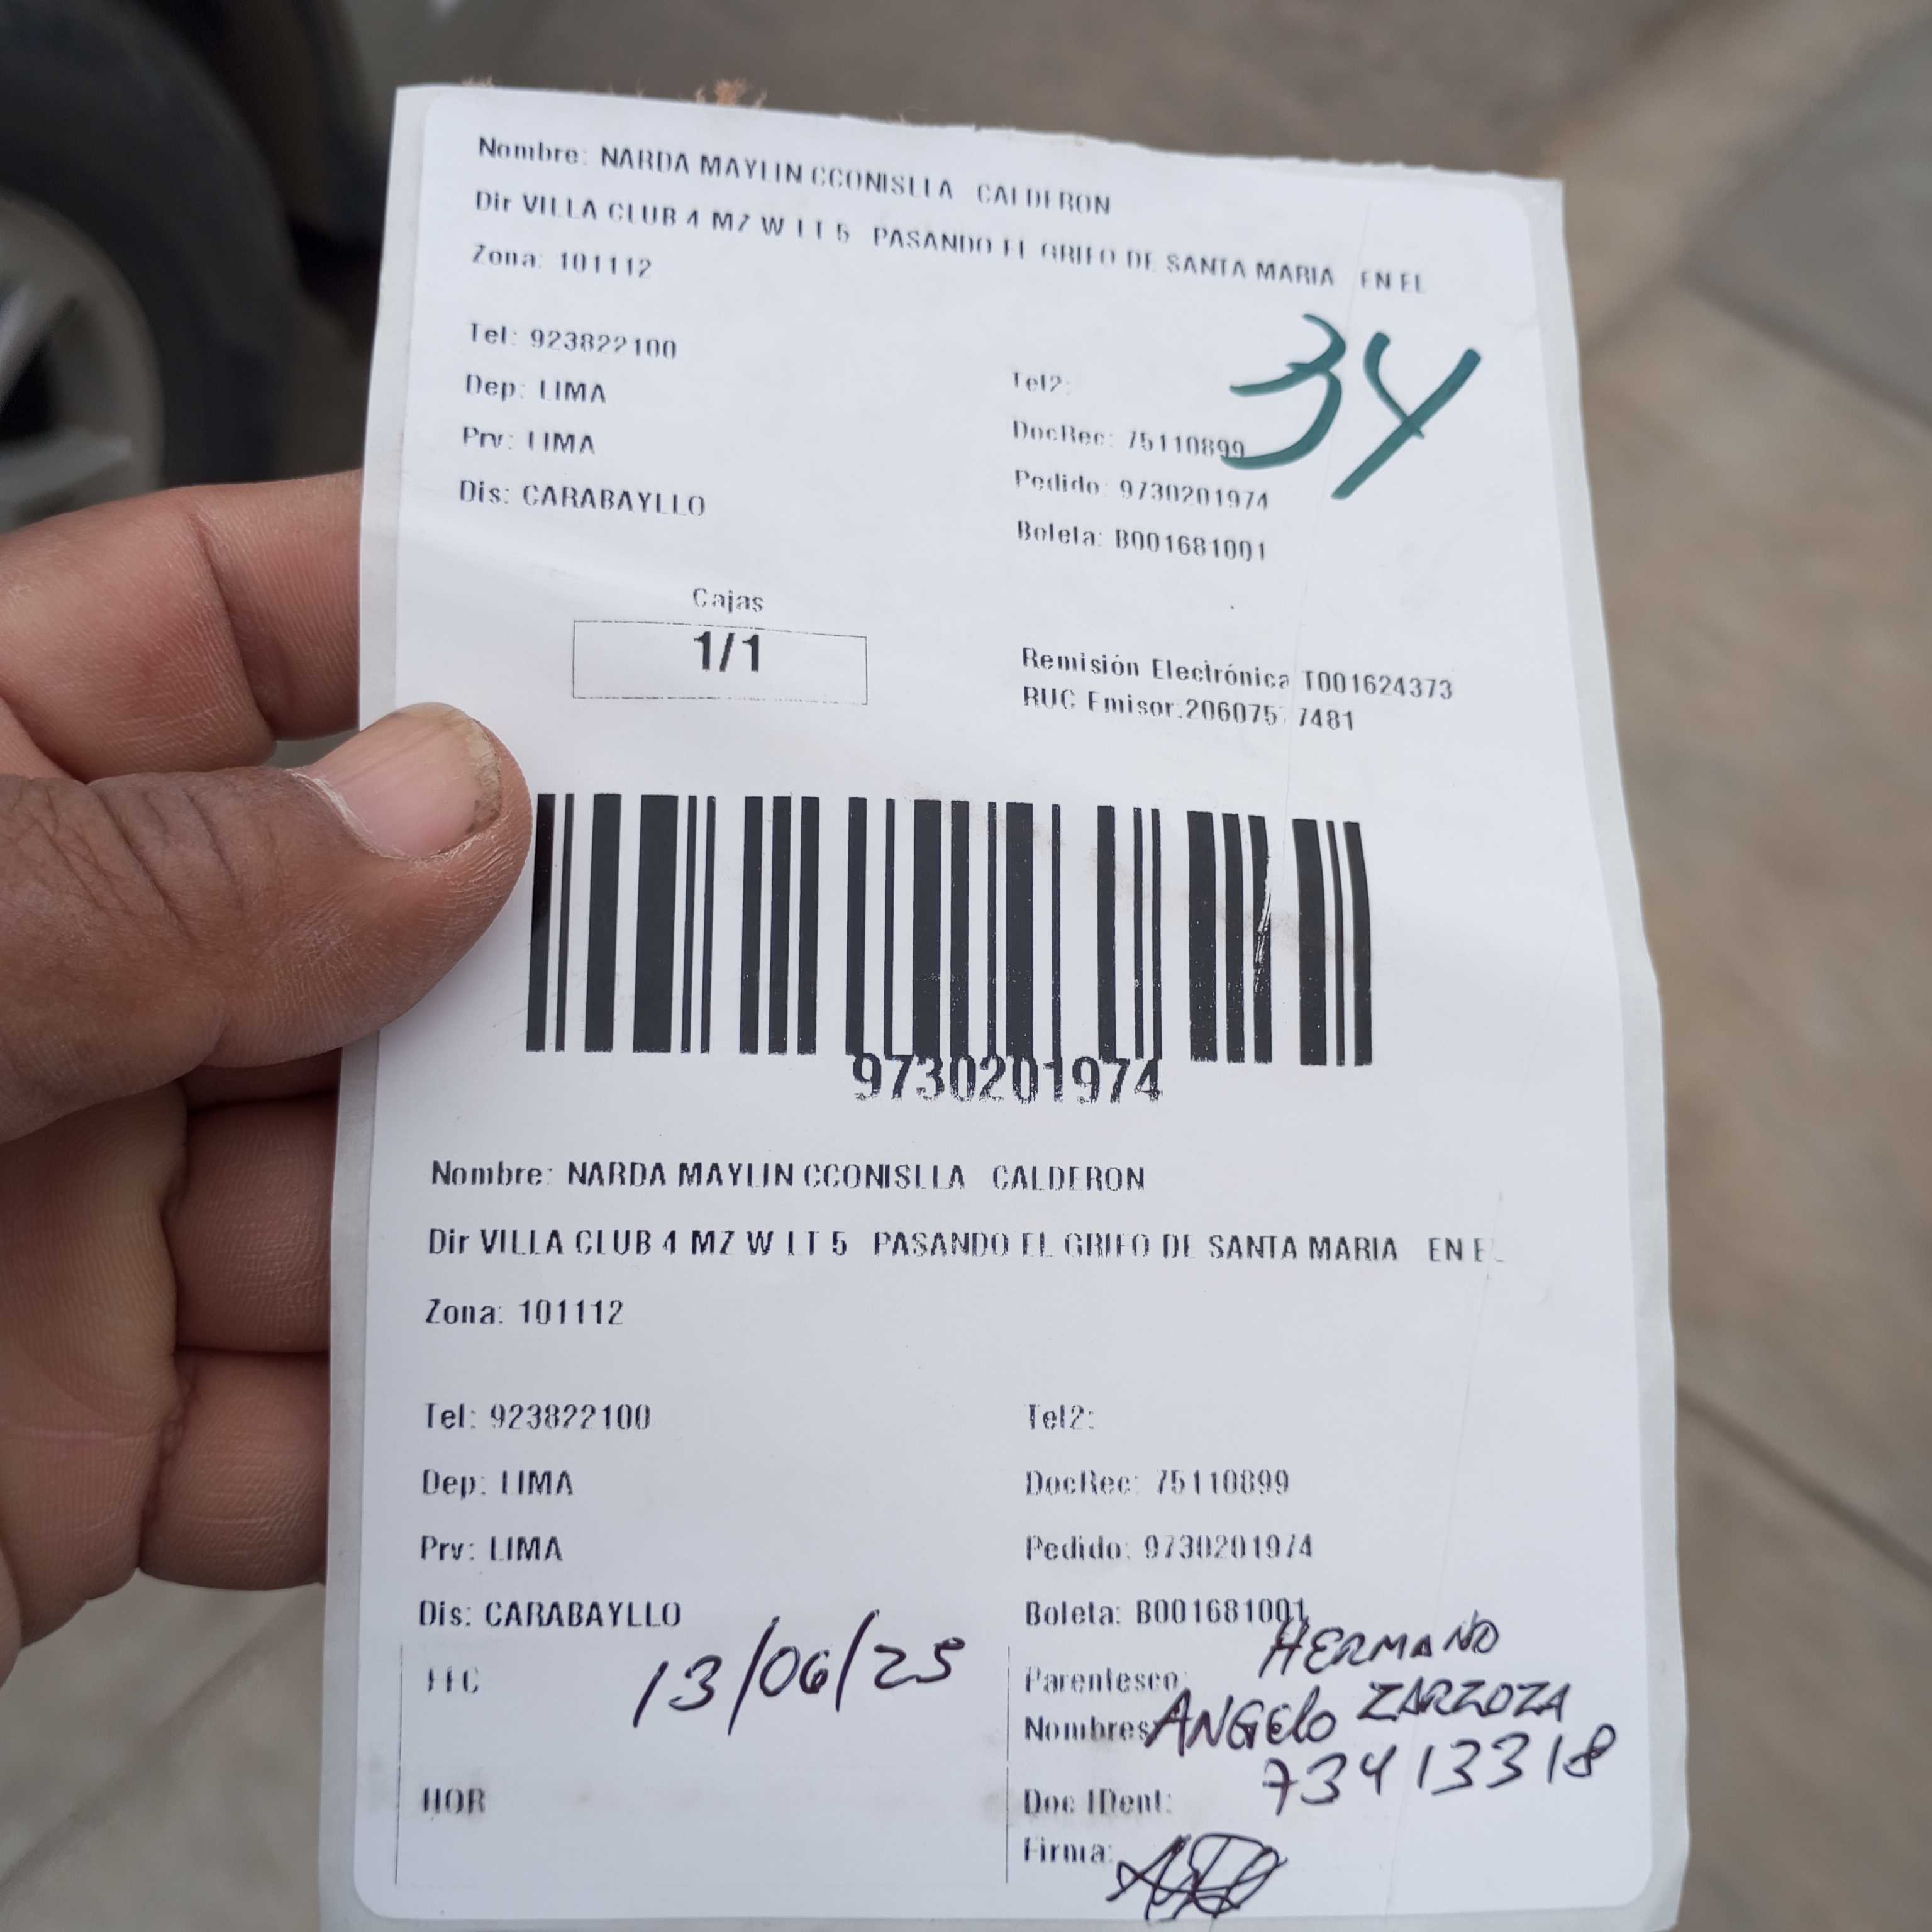 Nombre: NARDA MAYLIN CCONISLLA CALDERON
Dir VILLA CLUB 4 MZ W LT 5 PASANDO EL GRIFO DE SANTA MARIA EN EL
Zona: 101112
34
Tel: 923822100
Tel2:
Dep: LIMA
DocRec: 75110899
Prv: LIMA
Pedido: 9730201974
Dis: CARABAYLLO
Boleta: B001681001
Cajas
1/1
Remisión Electrónica T001624373
RUC Emisor:206075 7481
9730201974
Nombre: NARDA MAYLIN CCONISLLA CALDERON
Dir VILLA CLUB 4 MZ W LT 5 PASANDO EL GRIFO DE SANTA MARIA EN E
Zona: 101112
Tel: 923822100
Tel2:
Dep: LIMA
DocRec: 75110899
Prv: LIMA
Pedido: 9730201974
Dis: CARABAYLLO
Boleta: B001681001
13/06/25
Parentesco: HERMANO
Nombres ANGELO ZARZOZA
HOR
Doc IDent: 73413318
Firma: